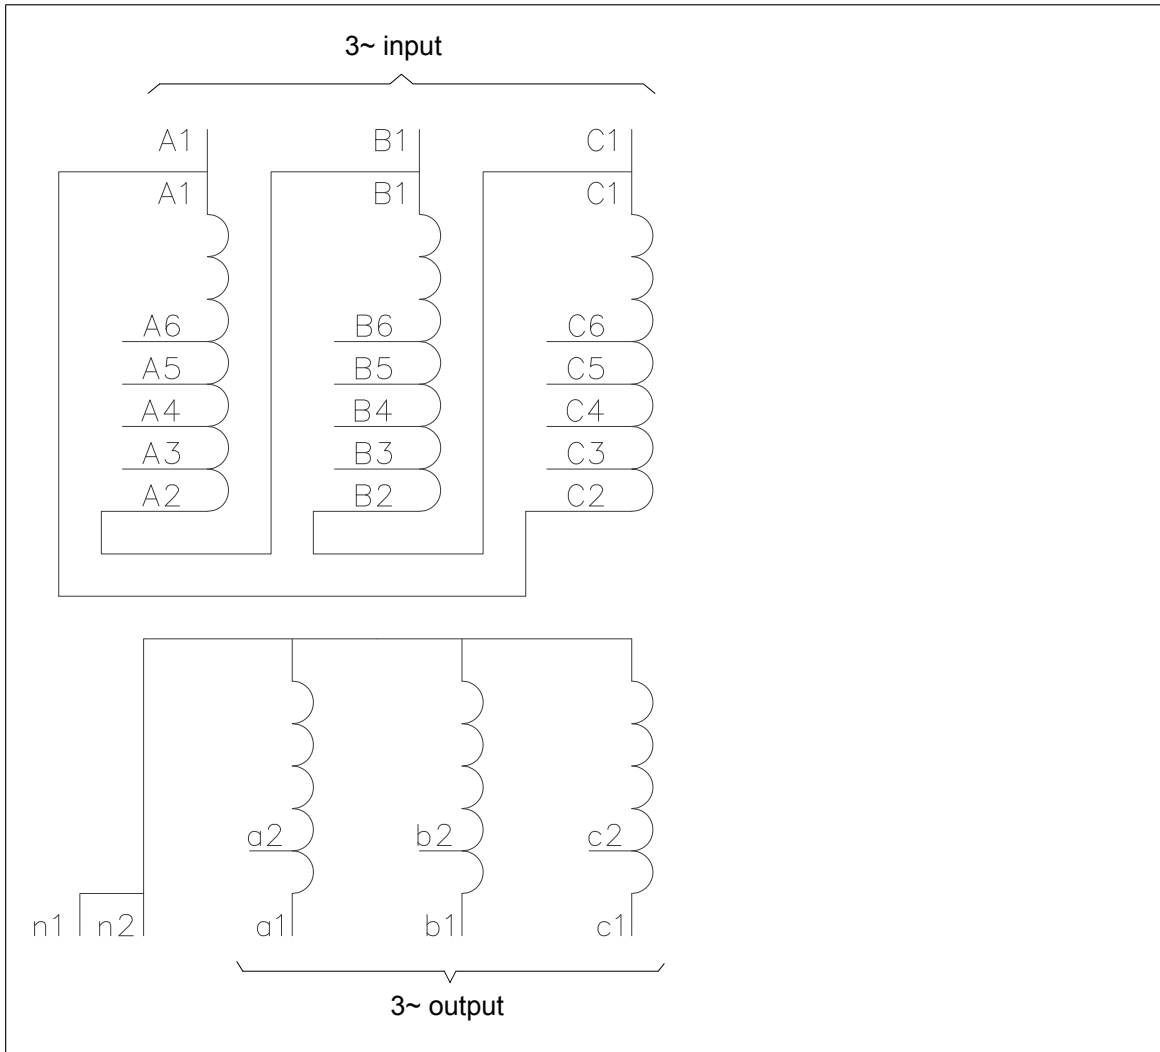 3~ input
A1 B1 C1
A1 B1 C1
A6 B6 C6
A5 B5 C5
A4 B4 C4
A3 B3 C3
A2 B2 C2
a2 b2 c2
n1 n2 a1 b1 c1
3~ output